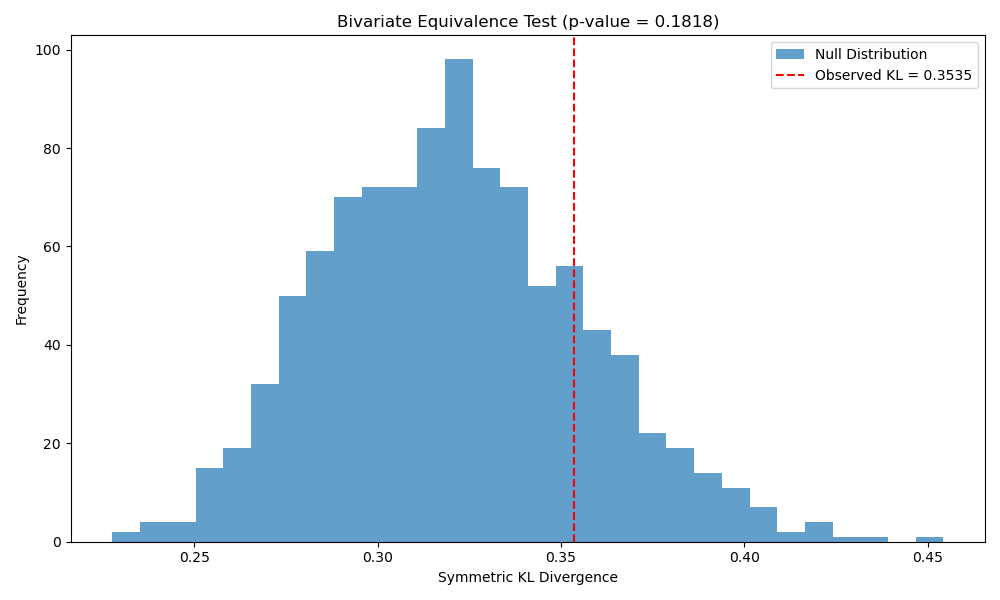 Bivariate Equivalence Test (p-value = 0.1818)
Null Distribution
Observed KL = 0.3535
Frequency
100
80
60
40
20
0
0.25 0.30 0.35 0.40 0.45
Symmetric KL Divergence